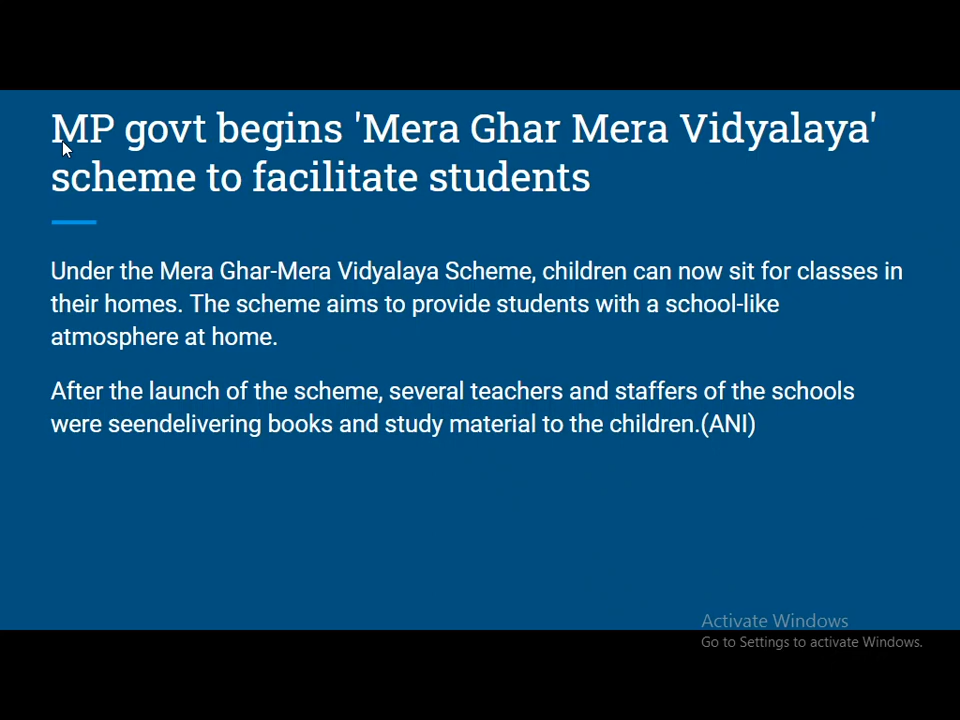 MP govt begins 'Mera Ghar Mera Vidyalaya'
scheme to facilitate students
Under the Mera Ghar-Mera Vidyalaya Scheme, children can now sit for classes in
their homes. The scheme aims to provide students with a school-like
atmosphere at home.
After the launch of the scheme, several teachers and staffers of the schools
were seendelivering books and study material to the children.(ANI)
Activate Windows
Go to Settings to activate Windows.